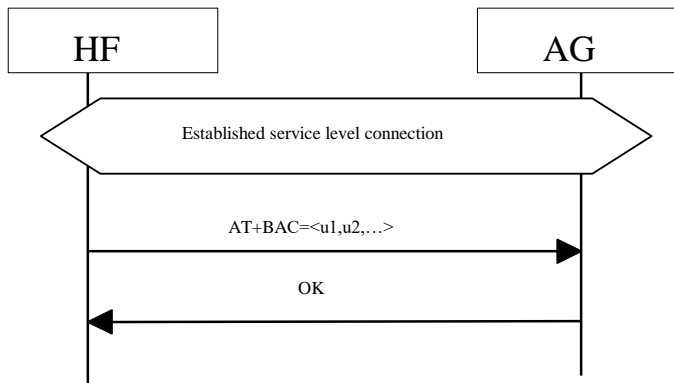 HF
AG
Established service level connection
AT+BAC=<u1,u2,…>
OK